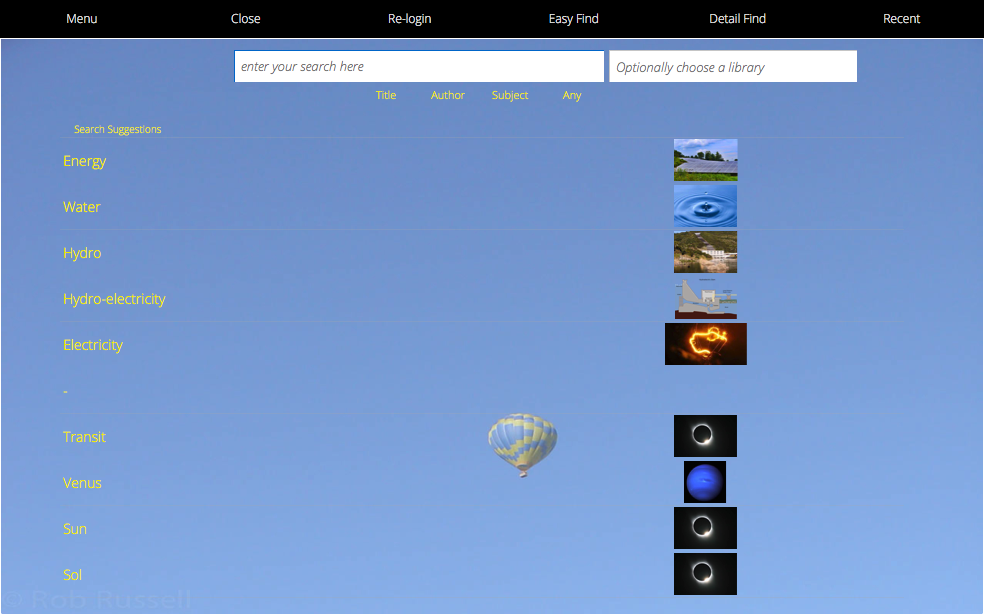 Menu Close Re-login Easy Find Detail Find Recent
enter your search here Optionally choose a library
Title Author Subject Any
Search Suggestions
Energy
Water
Hydro
Hydro-electricity
Electricity
-
Transit
Venus
Sun
Sol
© Rob Russell